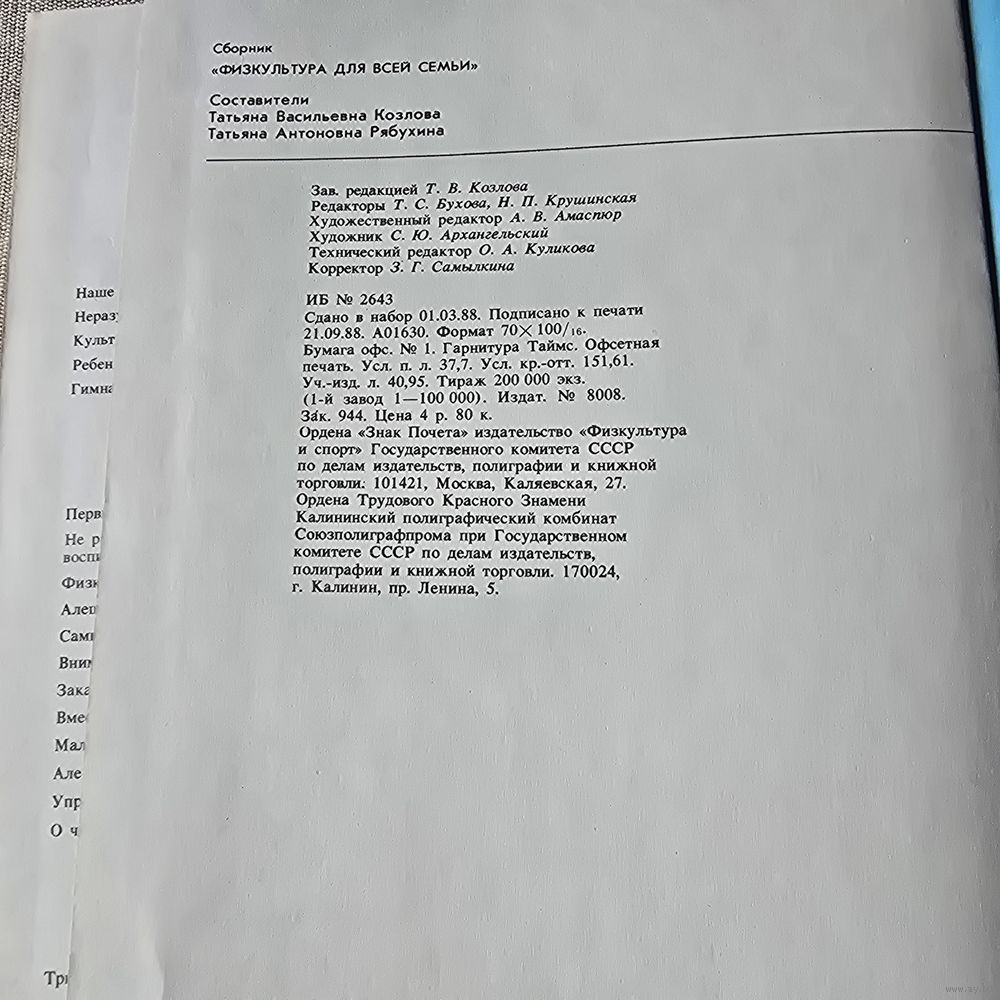 Сборник
«ФИЗКУЛЬТУРА ДЛЯ ВСЕЙ СЕМЬИ»
Составители
Татьяна Васильевна Козлова
Татьяна Антоновна Рябухина
Зав. редакцией Т. В. Козлова
Редакторы Т. С. Бухова, Н. П. Крушинская
Художественный редактор А. В. Амаспюр
Художник С. Ю. Архангельский
Технический редактор О. А. Куликова
Корректор З. Г. Самылкина
ИБ № 2643
Сдано в набор 01.03.88. Подписано к печати
21.09.88. А01630. Формат 70×100/16.
Бумага офс. № 1. Гарнитура Таймс. Офсетная
печать. Усл. п. л. 37,7. Усл. кр.-отт. 151,61.
Уч.-изд. л. 40,95. Тираж 200 000 экз.
(1-й завод 1—100 000). Издат. № 8008.
Зак. 944. Цена 4 р. 80 к.
Ордена «Знак Почета» издательство «Физкультура
и спорт» Государственного комитета СССР
по делам издательств, полиграфии и книжной
торговли: 101421, Москва, Каляевская, 27.
Ордена Трудового Красного Знамени
Калининский полиграфический комбинат
Союзполиграфпрома при Государственном
комитете СССР по делам издательств,
полиграфии и книжной торговли. 170024,
г. Калинин, пр. Ленина, 5.
Наше
Нераз
Культ
Ребен
Гимна
Перв
Не р
воспи
Физк
Алеш
Сами
Вним
Зака
Вмес
Мал
Але
Упр
О ч
Три